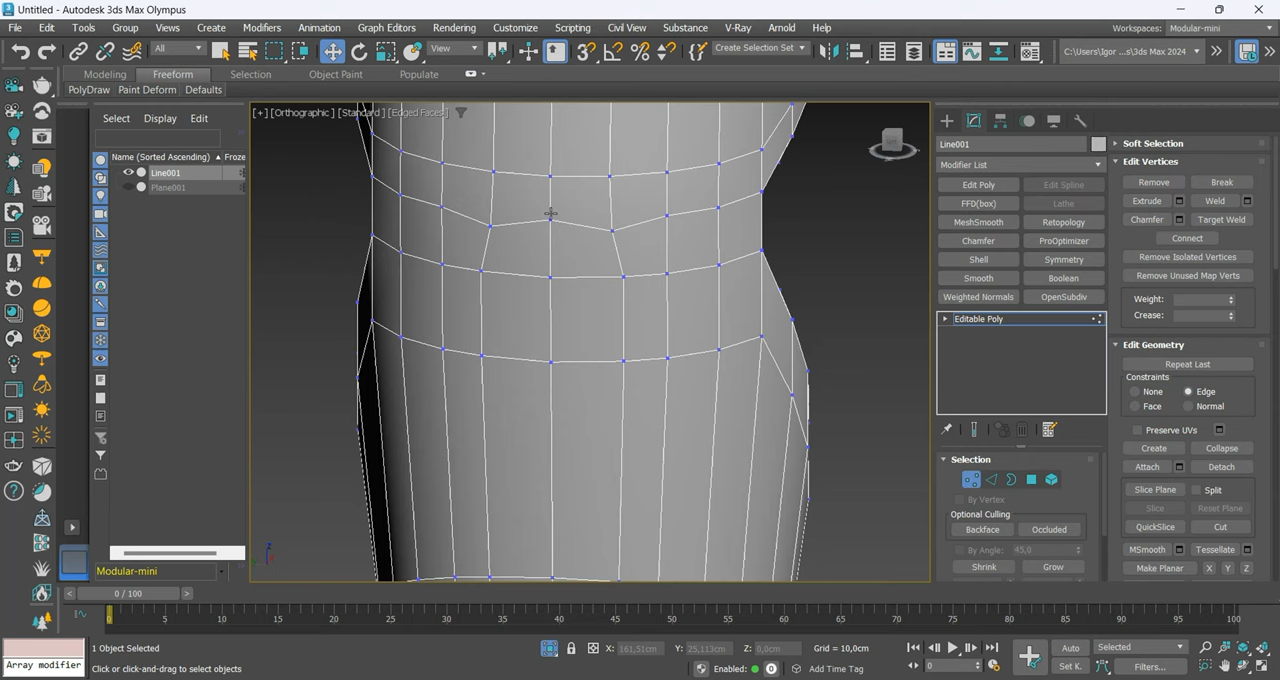 Untitled - Autodesk 3ds Max Olympus
File Edit Tools Group Views Create Modifiers Animation Graph Editors Rendering Customize Scripting Civil View Substance V-Ray Arnold Help
Workspaces: Modular-mini
All View Create Selection Set C:\Users\Igor ...s\3ds Max 2024
Modeling Freeform Selection Object Paint Populate
PolyDraw Paint Deform Defaults
Select Display Edit
Name (Sorted Ascending) Froze
Line001
Plane001
[+] [Orthographic ] [Standard ] [Edged Faces ]
Line001
Modifier List
Edit Poly Edit Spline
FFD(box) Lathe
MeshSmooth Retopology
Chamfer ProOptimizer
Shell Symmetry
Smooth Boolean
Weighted Normals OpenSubdiv
Editable Poly
Selection
By Vertex
Optional Culling
Backface Occluded
By Angle: 45,0
Shrink Grow
Soft Selection
Edit Vertices
Remove Break
Extrude Weld
Chamfer Target Weld
Connect
Remove Isolated Vertices
Remove Unused Map Verts
Weight:
Crease:
Edit Geometry
Repeat Last
Constraints
None Edge
Face Normal
Preserve UVs
Create Collapse
Attach Detach
Slice Plane Split
Slice Reset Plane
QuickSlice Cut
MSmooth Tessellate
Make Planar X Y Z
Modular-mini
0 / 100
0 5 10 15 20 25 30 35 40 45 50 55 60 65 70 75 80 85 90 95 100
1 Object Selected
Array modifier
Click or click-and-drag to select objects
X: 161,51cm Y: 25,113cm Z: 0,0cm Grid = 10,0cm
Enabled: Add Time Tag
0
Auto Selected
Set K. Filters...